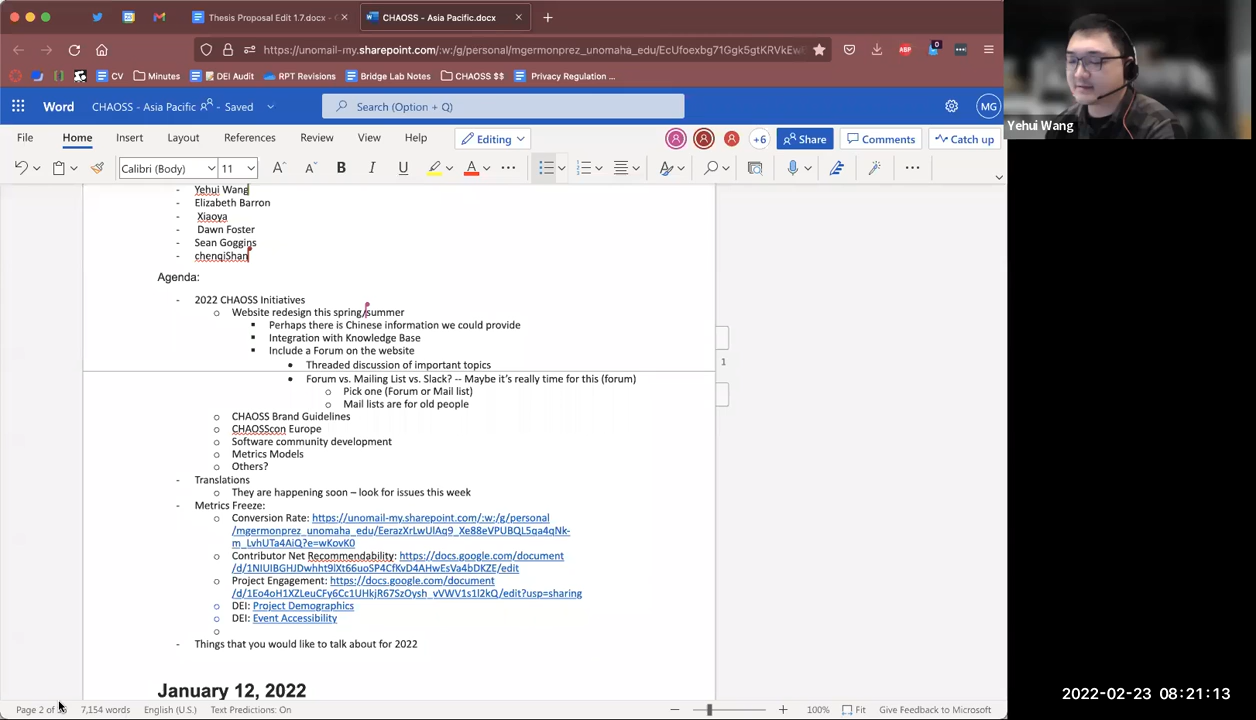 Thesis Proposal Edit 1.7.docx -
CHAOSS - Asia Pacific.docx
https://unomail-my.sharepoint.com/:w:/g/personal/mgermonprez_unomaha_edu/EcUfoexbg71Ggk5gtKRVkEw
ABP
0
CV
Minutes
DEI Audit
RPT Revisions
Bridge Lab Notes
CHAOSS $$
Privacy Regulation ...
Word
CHAOSS - Asia Pacific - Saved
Search (Option + Q)
MG
Yehui Wang
File
Home
Insert
Layout
References
Review
View
Help
Editing
+6
Share
Comments
Catch up
Calibri (Body)
11
- Yehui Wang
- Elizabeth Barron
- Xiaoya
- Dawn Foster
- Sean Goggins
- chenqiShan
Agenda:
- 2022 CHAOSS Initiatives
o Website redesign this spring/summer
Perhaps there is Chinese information we could provide
Integration with Knowledge Base
Include a Forum on the website
Threaded discussion of important topics
1
Forum vs. Mailing List vs. Slack? -- Maybe it's really time for this (forum)
o Pick one (Forum or Mail list)
o Mail lists are for old people
o CHAOSS Brand Guidelines
o CHAOSScon Europe
o Software community development
o Metrics Models
o Others?
- Translations
o They are happening soon – look for issues this week
- Metrics Freeze:
o Conversion Rate: https://unomail-my.sharepoint.com/:w:/g/personal
/mgermonprez_unomaha_edu/EerazXrLwUlAq9_Xe88eVPUBQL5qa4qNk-
m_LvhUTa4AiQ?e=wKovK0
o Contributor Net Recommendability: https://docs.google.com/document
/d/1NIUIBGHJDwhht9lXt66uoSP4CfKvD4AHwEsVa4bDKZE/edit
o Project Engagement: https://docs.google.com/document
/d/1Eo4oH1XZLeuCFy6Cc1UHkjR67SzOysh_vVWV1s1l2kQ/edit?usp=sharing
o DEI: Project Demographics
o DEI: Event Accessibility
o
- Things that you would like to talk about for 2022
January 12, 2022
2022-02-23 08:21:13
Page 2 of
7,154 words
English (U.S.)
Text Predictions: On
100%
Fit
Give Feedback to Microsoft